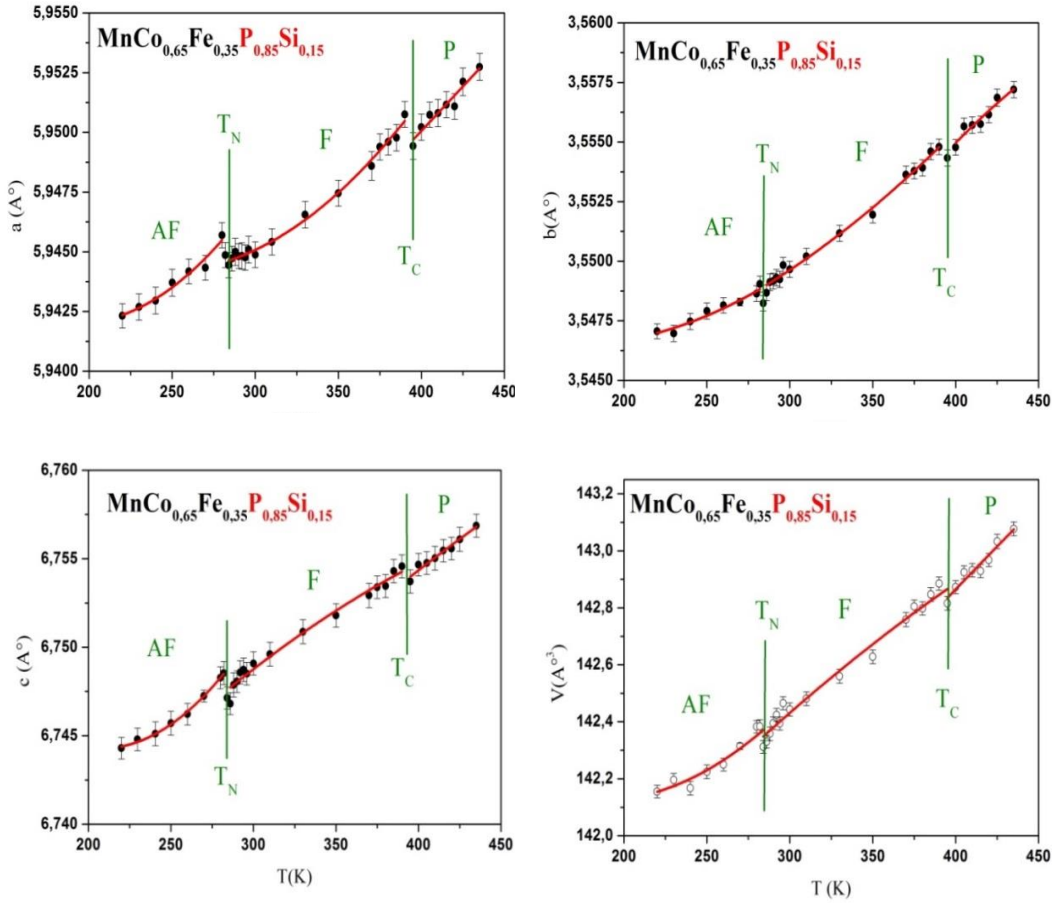 5,9550
5,9525
5,9500
5,9475
5,9450
5,9425
5,9400
a (A°)
MnCo0,65Fe0,35P0,85Si0,15
AF
TN
F
TC
P
200 250 300 350 400 450
3,5600
3,5575
3,5550
3,5525
3,5500
3,5475
3,5450
b(A°)
MnCo0,65Fe0,35P0,85Si0,15
AF
TN
F
TC
P
200 250 300 350 400 450
6,760
6,755
6,750
6,745
6,740
c (A°)
MnCo0,65Fe0,35P0,85Si0,15
AF
TN
F
TC
P
200 250 300 350 400 450
T(K)
143,2
143,0
142,8
142,6
142,4
142,2
142,0
V(A°3)
MnCo0,65Fe0,35P0,85Si0,15
AF
TN
F
TC
P
200 250 300 350 400 450
T (K)